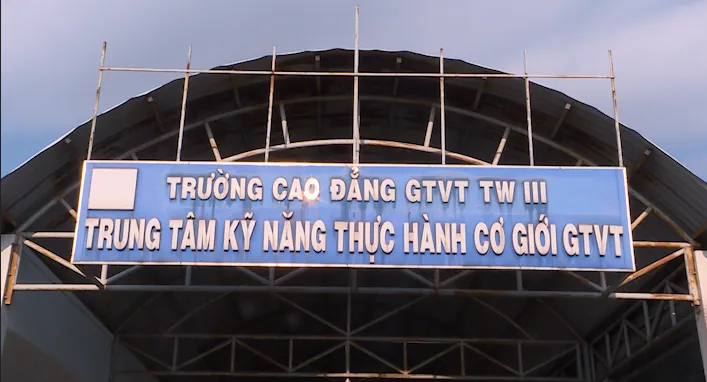 TRƯỜNG CAO ĐẲNG GTVT TW III
TRUNG TÂM KỸ NĂNG THỰC HÀNH CƠ GIỚI GTVT